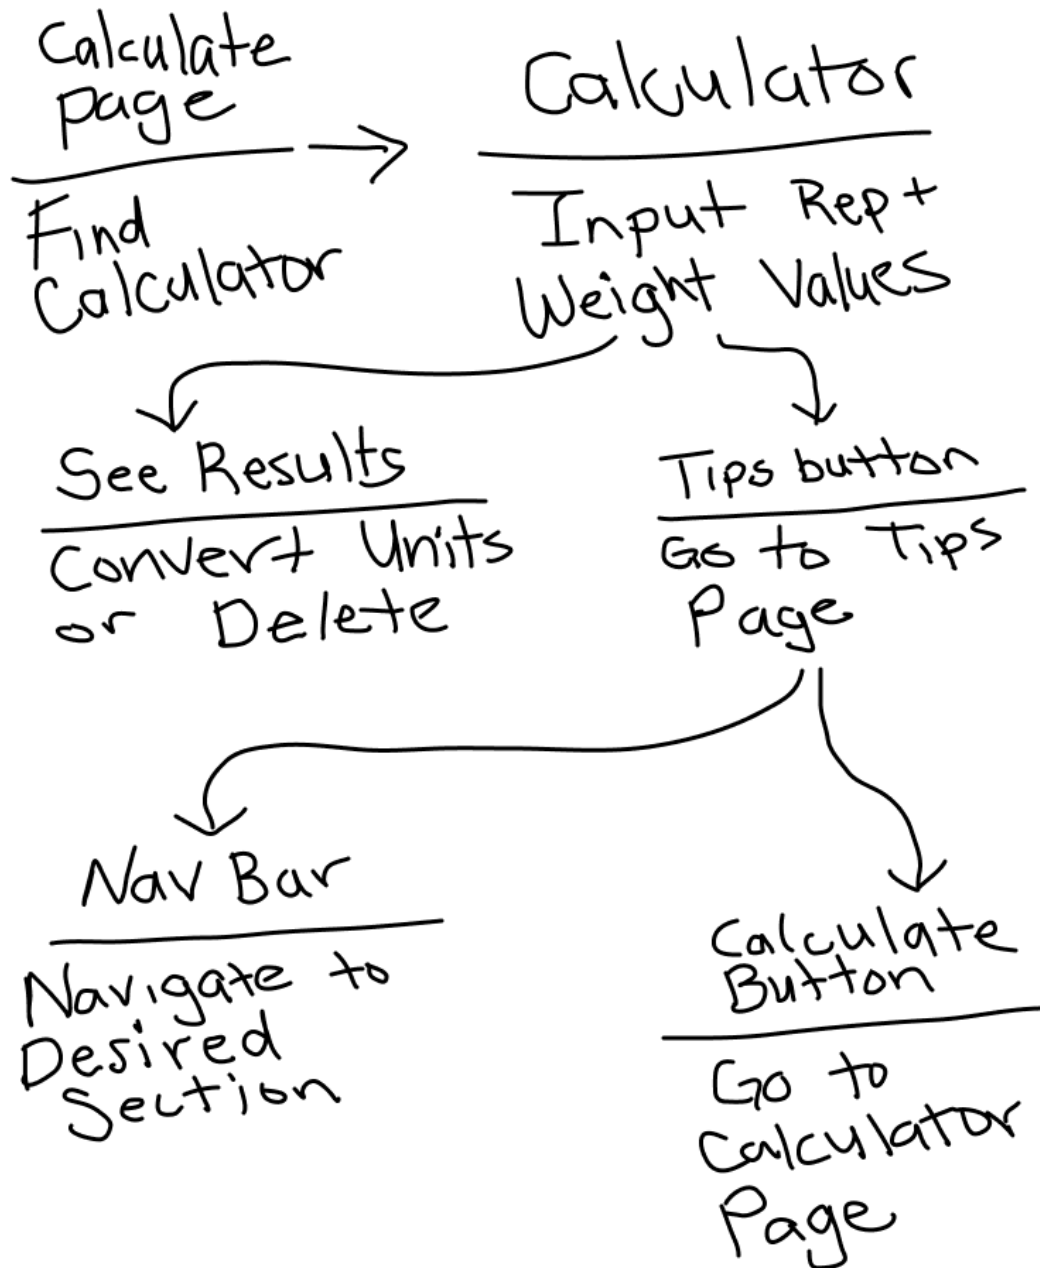 Calculate
page
Find
Calculator
Calculator
Input Rep +
Weight Values
See Results
Convert Units
or Delete
Tips button
Go to Tips
Page
Nav Bar
Navigate to
Desired
Section
Calculate
Button
Go to
Calculator
Page